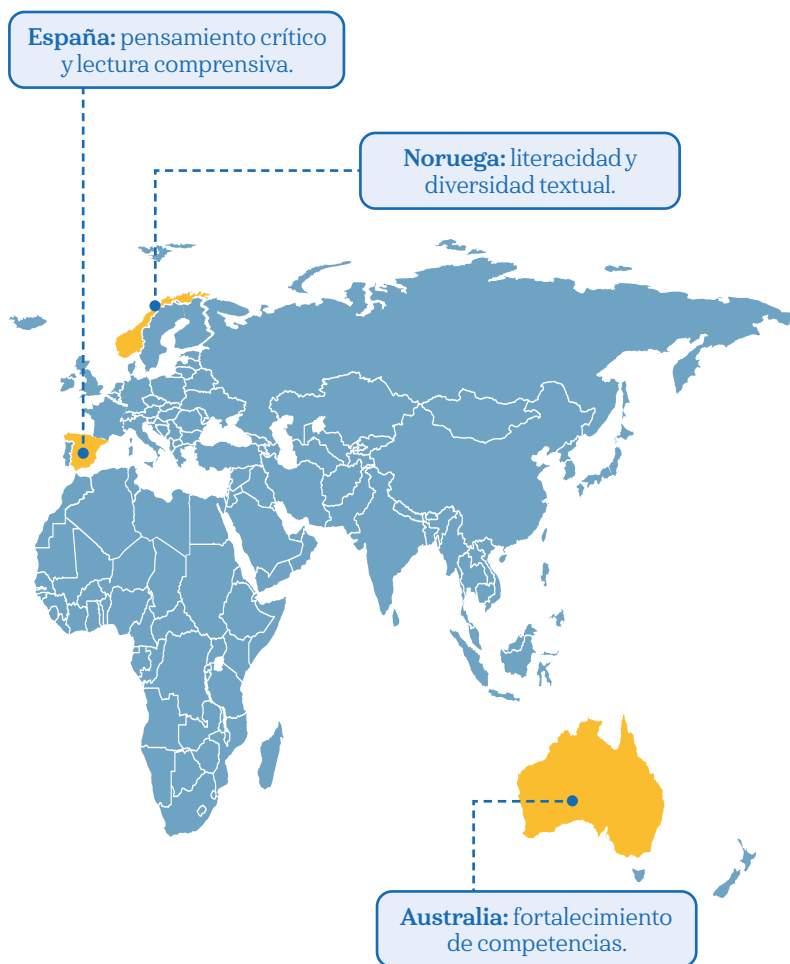 España: pensamiento crítico
y lectura comprensiva.
Noruega: literacidad y
diversidad textual.
Australia: fortalecimiento
de competencias.